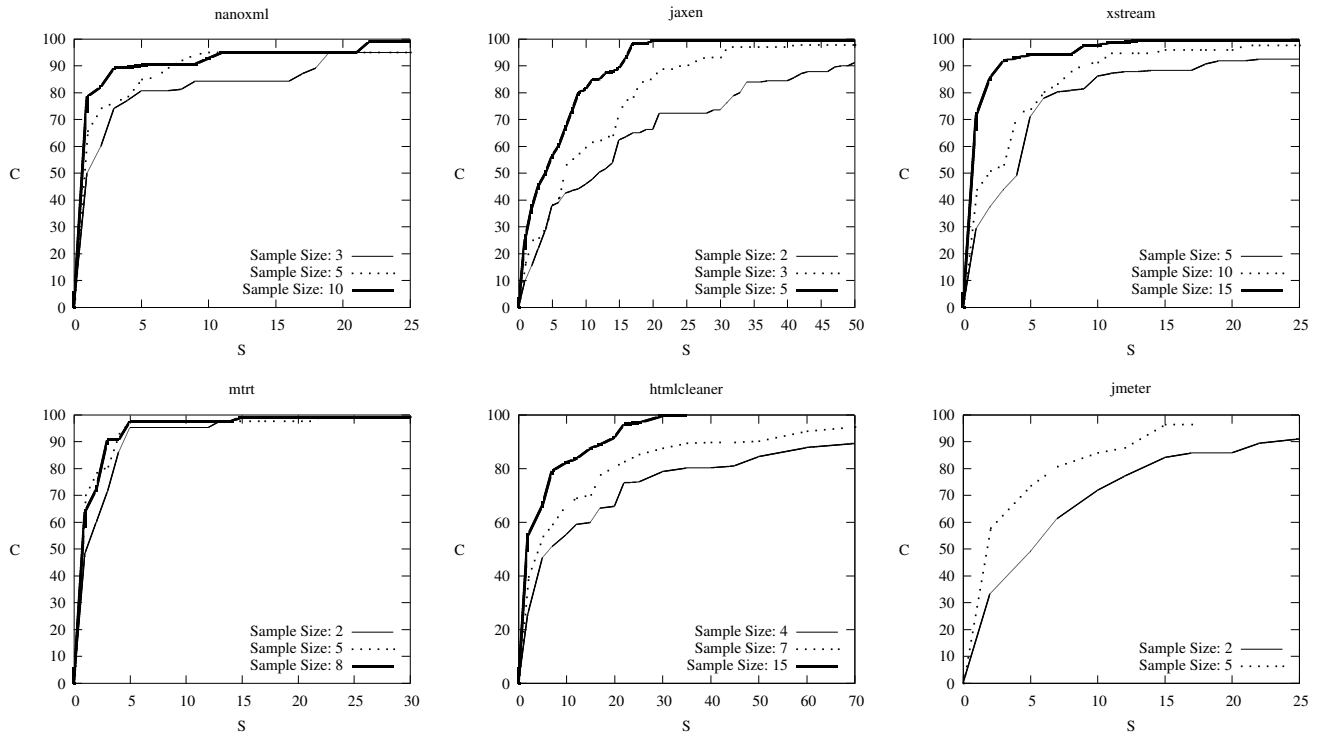 nanoxml
100
90
80
70
60
50
40
30
20
10
0
C
Sample Size: 3
Sample Size: 5
Sample Size: 10
0 5 10 15 20 25
S
jaxen
100
90
80
70
60
50
40
30
20
10
0
C
Sample Size: 2
Sample Size: 3
Sample Size: 5
0 5 10 15 20 25 30 35 40 45 50
S
xstream
100
90
80
70
60
50
40
30
20
10
0
C
Sample Size: 5
Sample Size: 10
Sample Size: 15
0 5 10 15 20 25
S
mtrt
100
90
80
70
60
50
40
30
20
10
0
C
Sample Size: 2
Sample Size: 5
Sample Size: 8
0 5 10 15 20 25 30
S
htmlcleaner
100
90
80
70
60
50
40
30
20
10
0
C
Sample Size: 4
Sample Size: 7
Sample Size: 15
0 10 20 30 40 50 60 70
S
jmeter
100
90
80
70
60
50
40
30
20
10
0
C
Sample Size: 2
Sample Size: 5
0 5 10 15 20 25
S